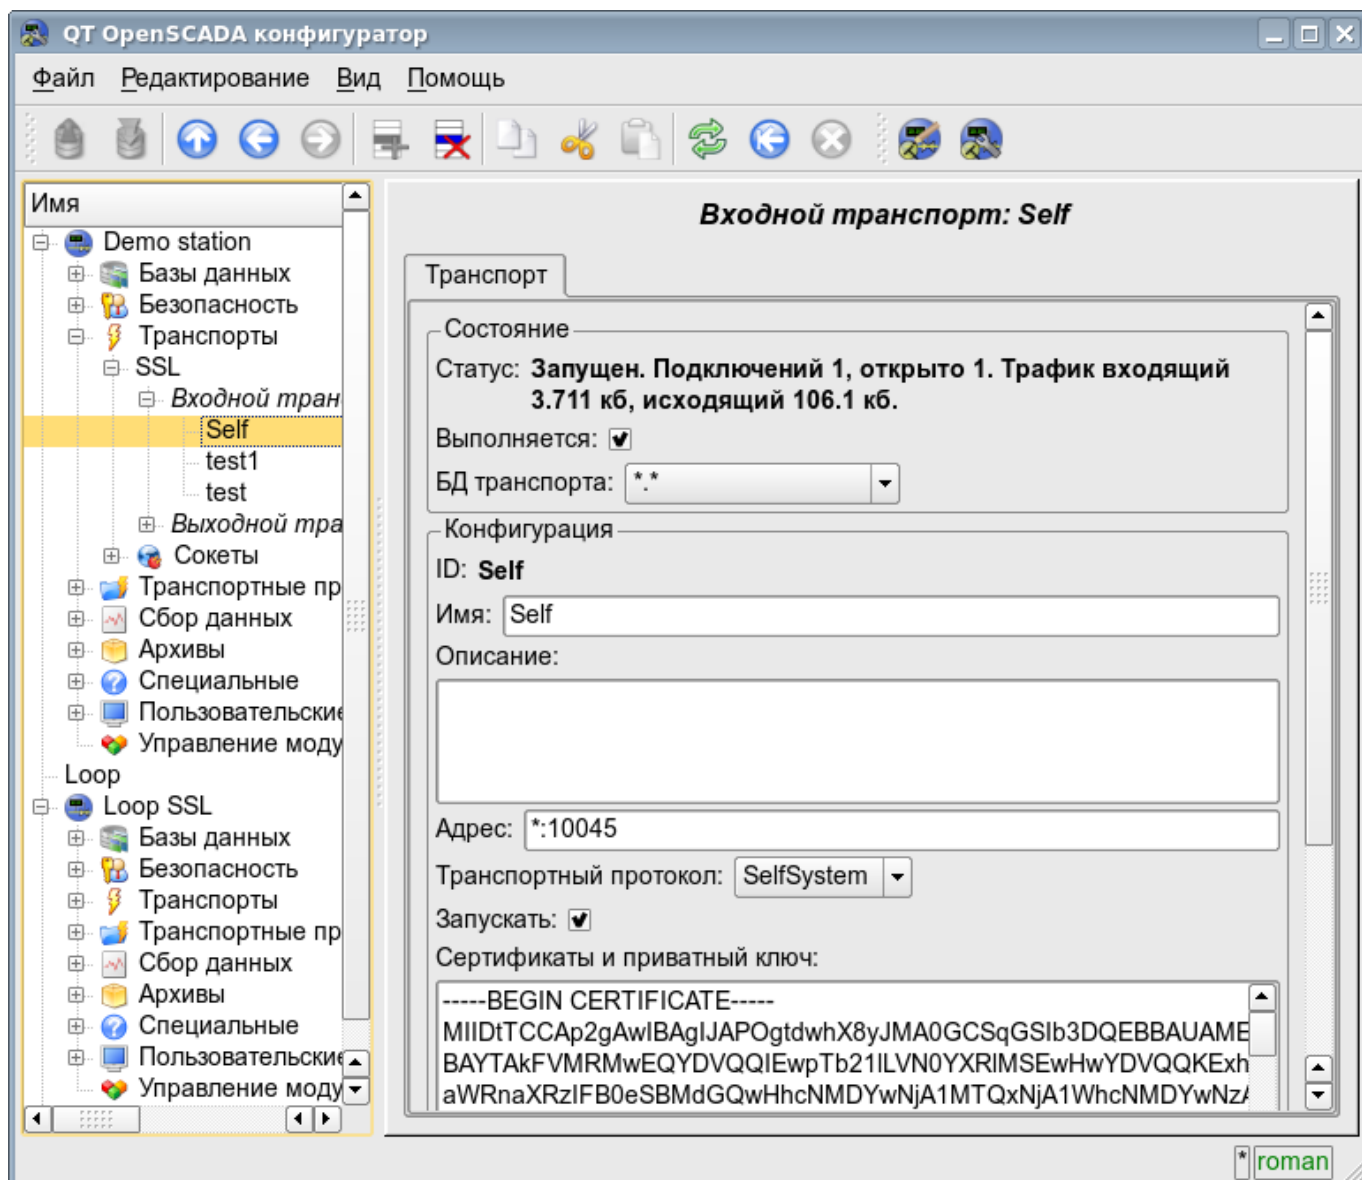 QT OpenSCADA конфигуратор
Файл Редактирование Вид Помощь
Имя
Demo station
Базы данных
Безопасность
Транспорты
SSL
Входной тран
Self
test1
test
Выходной тра
Сокеты
Транспортные пр
Сбор данных
Архивы
Специальные
Пользовательские
Управление моду
Loop
Loop SSL
Базы данных
Безопасность
Транспорты
Транспортные пр
Сбор данных
Архивы
Специальные
Пользовательские
Управление моду
Входной транспорт: Self
Транспорт
Состояние
Статус: Запущен. Подключений 1, открыто 1. Трафик входящий
3.711 кб, исходящий 106.1 кб.
Выполняется:
БД транспорта: *.*
Конфигурация
ID: Self
Имя: Self
Описание:
Адрес: *:10045
Транспортный протокол: SelfSystem
Запускать:
Сертификаты и приватный ключ:
-----BEGIN CERTIFICATE-----
MIIDtTCCAp2gAwIBAgIJAPOgtdwhX8yJMA0GCSqGSIb3DQEBBAUAME
BAYTAkFVMRMwEQYDVQQIEwpTb21lLVN0YXRlMSEwHwYDVQQKExh
aWRnaXRzIFB0eSBMdGQwHhcNMDYwNjA1MTQxNjA1WhcNMDYwNzA
* roman